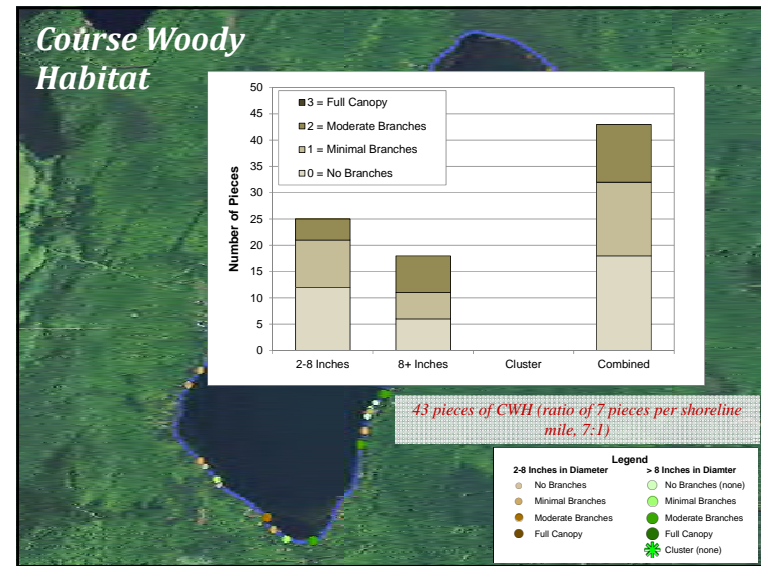 Course Woody
Habitat
50
45
40
35
30
25
20
15
10
5
0
Number of Pieces
3 = Full Canopy
2 = Moderate Branches
1 = Minimal Branches
0 = No Branches
2-8 Inches
8+ Inches
Cluster
Combined
43 pieces of CWH (ratio of 7 pieces per shoreline
mile, 7:1)
Legend
2-8 Inches in Diameter
No Branches
Minimal Branches
Moderate Branches
Full Canopy
> 8 Inches in Diamter
No Branches (none)
Minimal Branches
Moderate Branches
Full Canopy
Cluster (none)